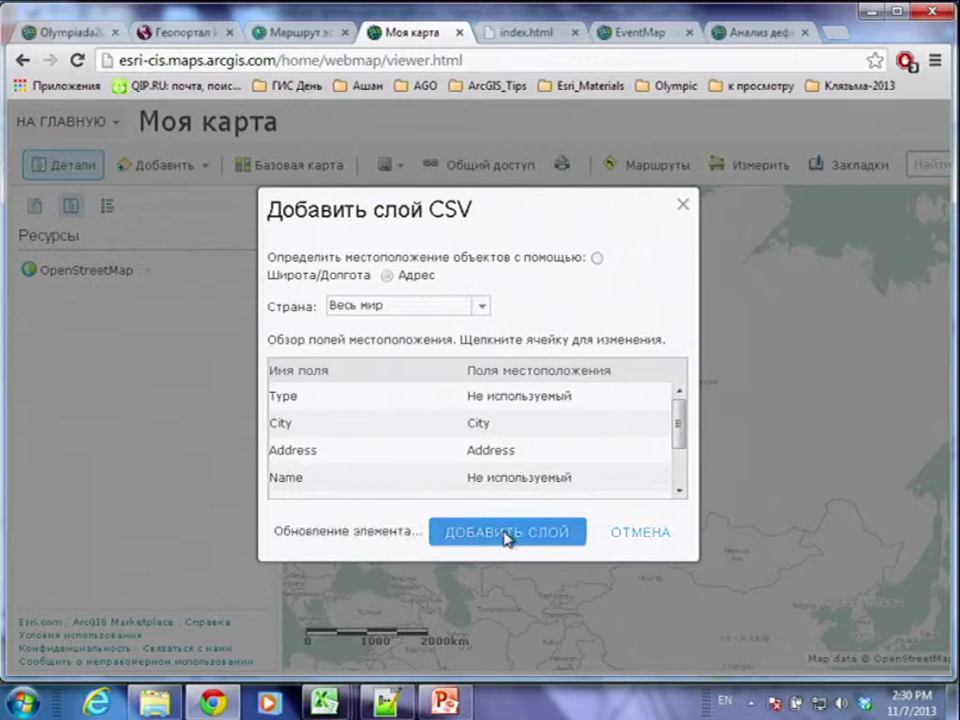 Olympiada2
Геопортал
Маршрут эк
Моя карта
index.html
EventMap
Анализ деф
esri-cis.maps.arcgis.com/home/webmap/viewer.html
Приложения
QIP.RU: почта, поис...
ГИС День
Ашан
AGO
ArcGIS_Tips
Esri_Materials
Olympic
к просмотру
Клязьма-2013
НА ГЛАВНУЮ
Моя карта
Детали
Добавить
Базовая карта
Общий доступ
Маршруты
Измерить
Закладки
Найти
Ресурсы
OpenStreetMap
Добавить слой CSV
Определить местоположение объектов с помощью:
Широта/Долгота Адрес
Страна: Весь мир
Обзор полей местоположения. Щелкните ячейку для изменения.
Имя поля Поля местоположения
Type Не используемый
City City
Address Address
Name Не используемый
Обновление элемента... ДОБАВИТЬ СЛОЙ ОТМЕНА
Esri.com . ArcGIS Marketplace . Справка .
Условия использования .
Конфиденциальность . Связаться с нами .
Сообщить о неправомерном использовании
0 1000 2000km
Map data © OpenStreetMap
EN
2:30 PM
11/7/2013